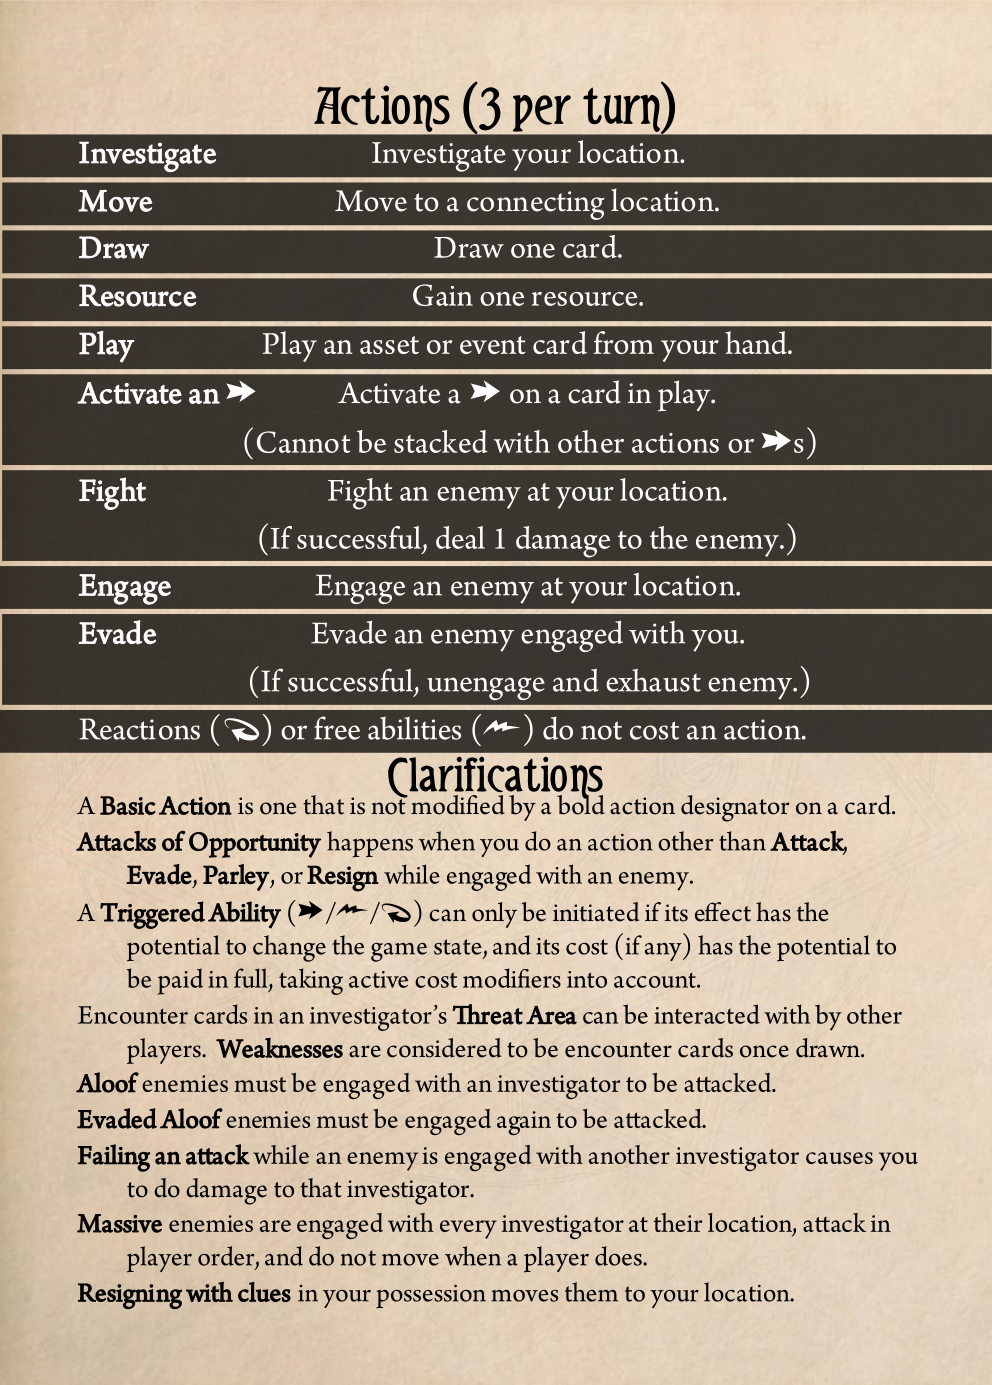 Actions (3 per turn)
Investigate Investigate your location.
Move Move to a connecting location.
Draw Draw one card.
Resource Gain one resource.
Play Play an asset or event card from your hand.
Activate an Activate a on a card in play.
(Cannot be stacked with other actions or s)
Fight Fight an enemy at your location.
(If successful, deal 1 damage to the enemy.)
Engage Engage an enemy at your location.
Evade Evade an enemy engaged with you.
(If successful, unengage and exhaust enemy.)
Reactions ( ) or free abilities ( ) do not cost an action.
Clarifications
A Basic Action is one that is not modified by a bold action designator on a card.
Attacks of Opportunity happens when you do an action other than Attack,
Evade, Parley, or Resign while engaged with an enemy.
A Triggered Ability ( / / ) can only be initiated if its effect has the
potential to change the game state, and its cost (if any) has the potential to
be paid in full, taking active cost modifiers into account.
Encounter cards in an investigator’s Threat Area can be interacted with by other
players. Weaknesses are considered to be encounter cards once drawn.
Aloof enemies must be engaged with an investigator to be attacked.
Evaded Aloof enemies must be engaged again to be attacked.
Failing an attack while an enemy is engaged with another investigator causes you
to do damage to that investigator.
Massive enemies are engaged with every investigator at their location, attack in
player order, and do not move when a player does.
Resigning with clues in your possession moves them to your location.